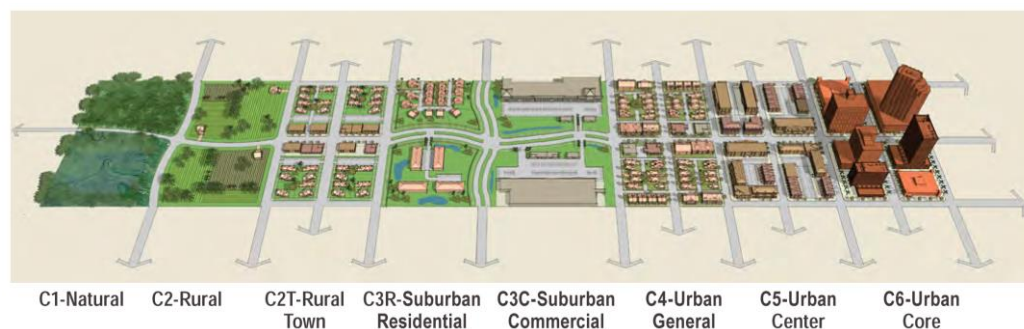 C1-Natural C2-Rural C2T-Rural C3R-Suburban C3C-Suburban C4-Urban C5-Urban C6-Urban
Town Residential Commercial General Center Core